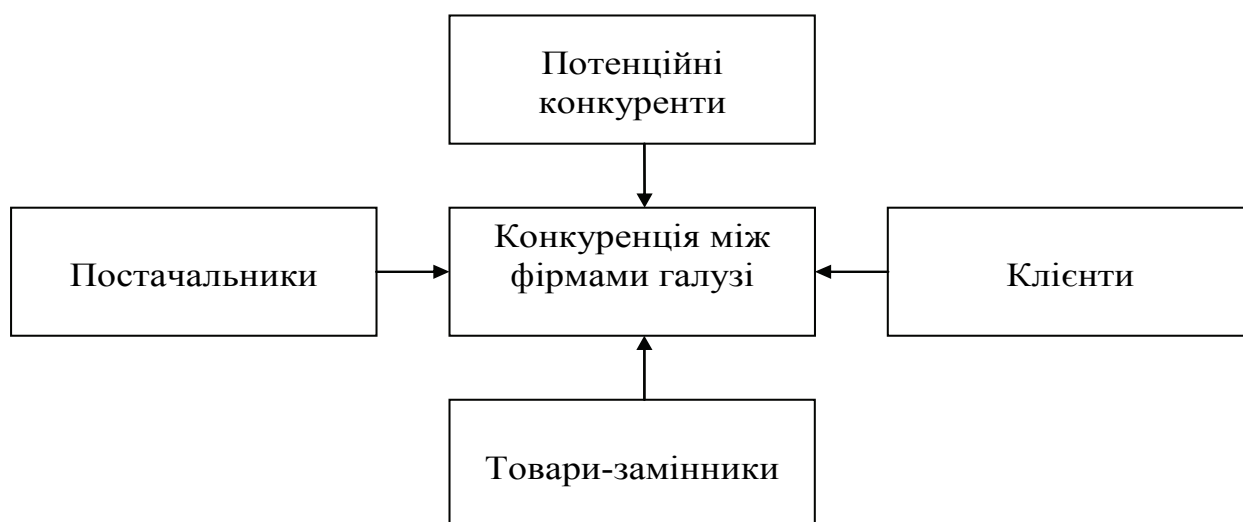 Потенційні
конкуренти
Постачальники
Конкуренція між
фірмами галузі
Клієнти
Товари-замінники